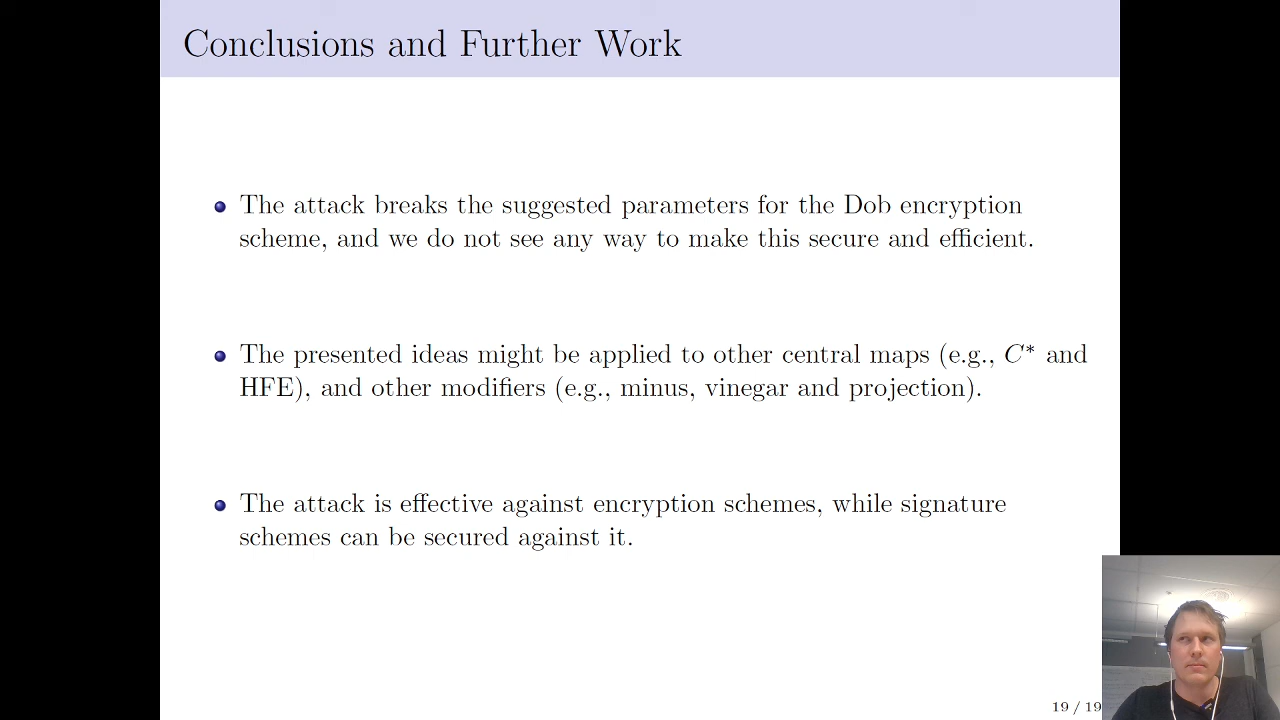 Conclusions and Further Work
The attack breaks the suggested parameters for the Dob encryption
scheme, and we do not see any way to make this secure and efficient.
The presented ideas might be applied to other central maps (e.g., C* and
HFE), and other modifiers (e.g., minus, vinegar and projection).
The attack is effective against encryption schemes, while signature
schemes can be secured against it.
19 / 19